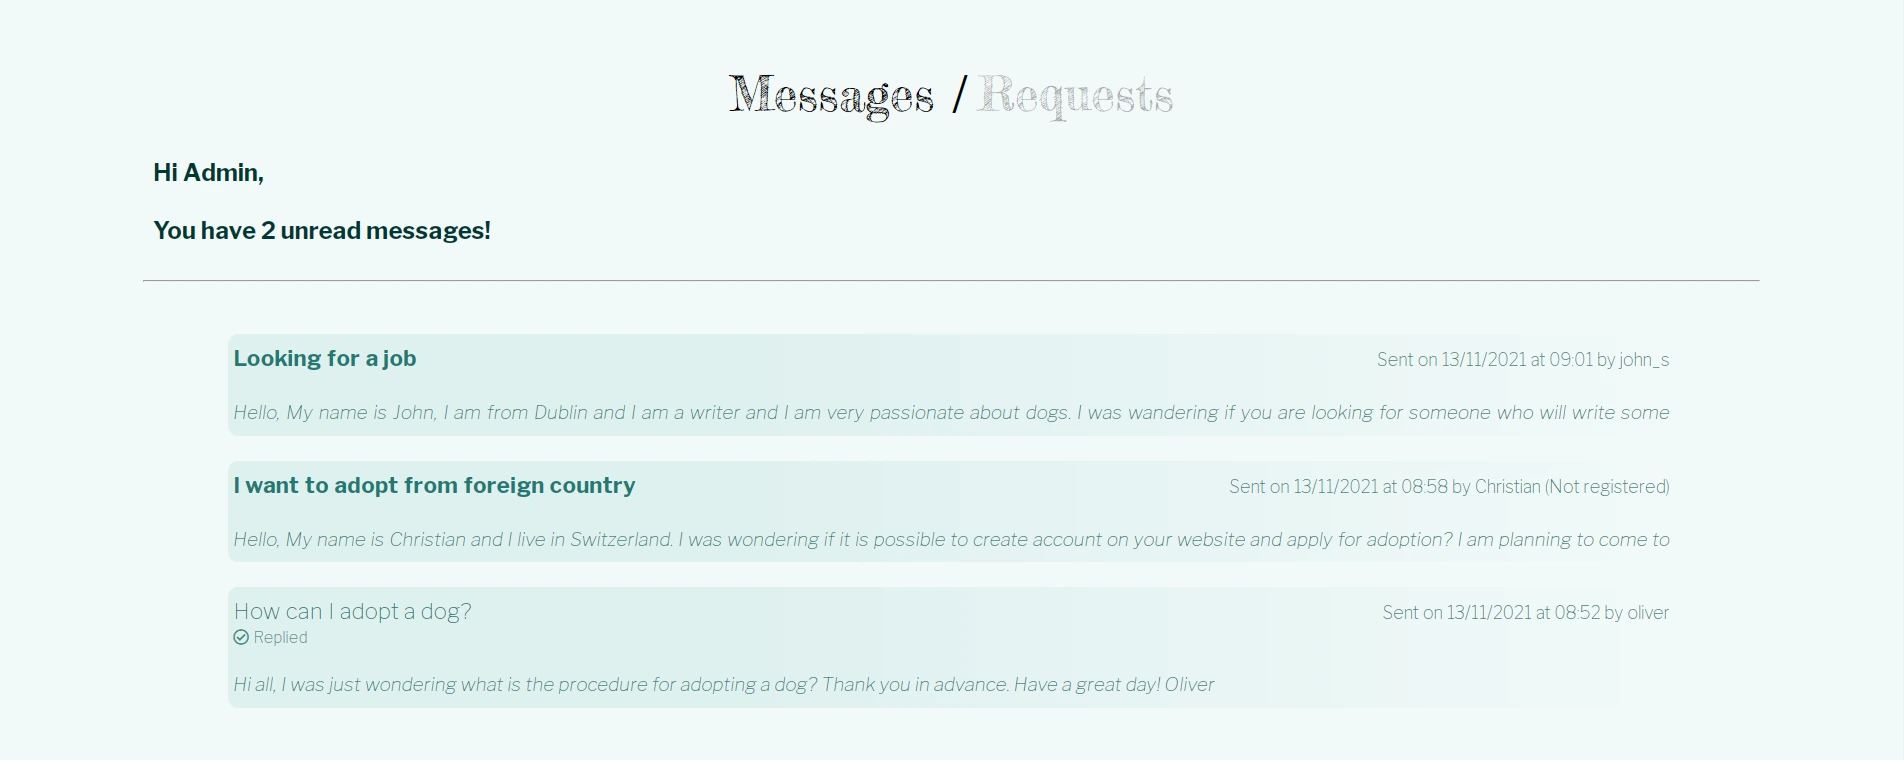 Messages / Requests
Hi Admin,
You have 2 unread messages!
Looking for a job
Sent on 13/11/2021 at 09:01 by john_s
Hello, My name is John, I am from Dublin and I am a writer and I am very passionate about dogs. I was wandering if you are looking for someone who will write some
I want to adopt from foreign country
Sent on 13/11/2021 at 08:58 by Christian (Not registered)
Hello, My name is Christian and I live in Switzerland. I was wondering if it is possible to create account on your website and apply for adoption? I am planning to come to
How can I adopt a dog?
Sent on 13/11/2021 at 08:52 by oliver
Replied
Hi all, I was just wondering what is the procedure for adopting a dog? Thank you in advance. Have a great day! Oliver